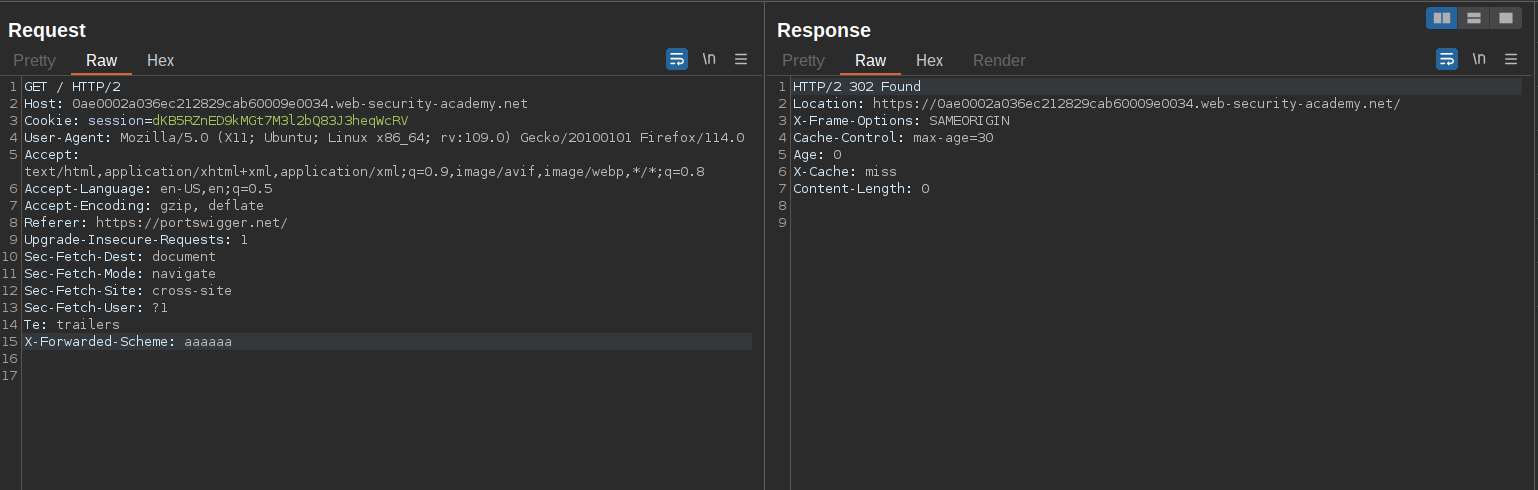 Request
Pretty Raw Hex
\n
1 GET / HTTP/2
2 Host: 0ae0002a036ec212829cab60009e0034.web-security-academy.net
3 Cookie: session=dKB5RZnED9kMGt7M3l2bQ83J3heqWcRV
4 User-Agent: Mozilla/5.0 (X11; Ubuntu; Linux x86_64; rv:109.0) Gecko/20100101 Firefox/114.0
5 Accept:
text/html,application/xhtml+xml,application/xml;q=0.9,image/avif,image/webp,*/*;q=0.8
6 Accept-Language: en-US,en;q=0.5
7 Accept-Encoding: gzip, deflate
8 Referer: https://portswigger.net/
9 Upgrade-Insecure-Requests: 1
10 Sec-Fetch-Dest: document
11 Sec-Fetch-Mode: navigate
12 Sec-Fetch-Site: cross-site
13 Sec-Fetch-User: ?1
14 Te: trailers
15 X-Forwarded-Scheme: aaaaaa
16
17
Response
Pretty Raw Hex Render
\n
1 HTTP/2 302 Found
2 Location: https://0ae0002a036ec212829cab60009e0034.web-security-academy.net/
3 X-Frame-Options: SAMEORIGIN
4 Cache-Control: max-age=30
5 Age: 0
6 X-Cache: miss
7 Content-Length: 0
8
9